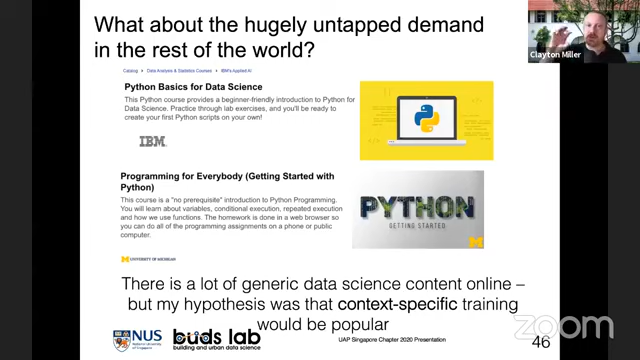 What about the hugely untapped demand
in the rest of the world?
Clayton Miller
Catalog > Data Analysis & Statistics Courses > IBM's Applied AI
Python Basics for Data Science
This Python course provides a beginner-friendly introduction to Python for
Data Science. Practice through lab exercises, and you'll be ready to
create your first Python scripts on your own!
IBM
Programming for Everybody (Getting Started with
Python)
This course is a "no prerequisite" introduction to Python Programming.
You will learn about variables, conditional execution, repeated execution
and how we use functions. The homework is done in a web browser so
you can do all of the programming assignments on a phone or public
computer.
PYTHON
GETTING STARTED
M
M UNIVERSITY OF MICHIGAN
There is a lot of generic data science content online –
but my hypothesis was that context-specific training
would be popular
zoom
NUS
National University
of Singapore
buds lab
building and urban data science
UAP Singapore Chapter 2020 Presentation
46